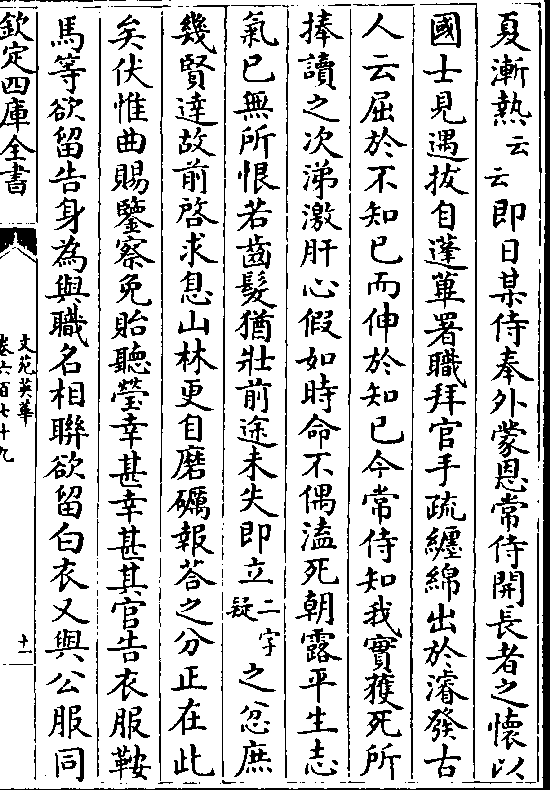 夏漸熱云云即日某侍奉外蒙恩常侍開長者之懷以
國士見遇拔自蓬蓽署職拜官手疏纏綿出於濬發古
人云屈於不知已而伸於知已今常侍知我實獲死所
捧讀之次涕激肝心假如時命不偶溘死朝露平生志
氣已無所恨若齒髪猶壯前途未失即立二字疑之忿庶
幾賢達故前啓求息山林更自磨礪報答之分正在此
矣伏惟曲賜鑒察免貽聽瑩幸甚幸甚其官告衣服鞍
馬等欲留告身為與職名相聯欲留白衣又與公服同
欽定四庫全書
文苑英華
卷六百七十九
十一